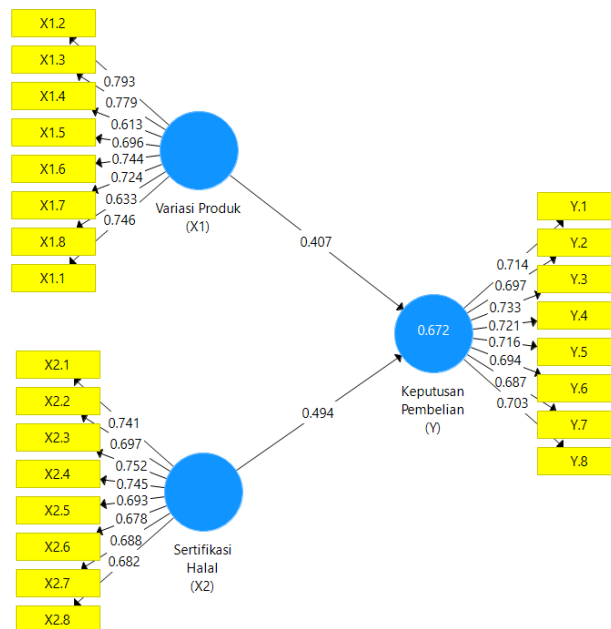 X1.2
X1.3
X1.4
X1.5
X1.6
X1.7
X1.8
X1.1
0.793
0.779
0.613
0.696
0.744
0.724
0.633
0.746
Variasi Produk
(X1)
0.407
X2.1
X2.2
X2.3
X2.4
X2.5
X2.6
X2.7
X2.8
0.741
0.697
0.752
0.745
0.693
0.678
0.688
0.682
Sertifikasi
Halal
(X2)
0.494
0.672
Keputusan
Pembelian
(Y)
0.714
0.697
0.733
0.721
0.716
0.694
0.687
0.703
Y.1
Y.2
Y.3
Y.4
Y.5
Y.6
Y.7
Y.8